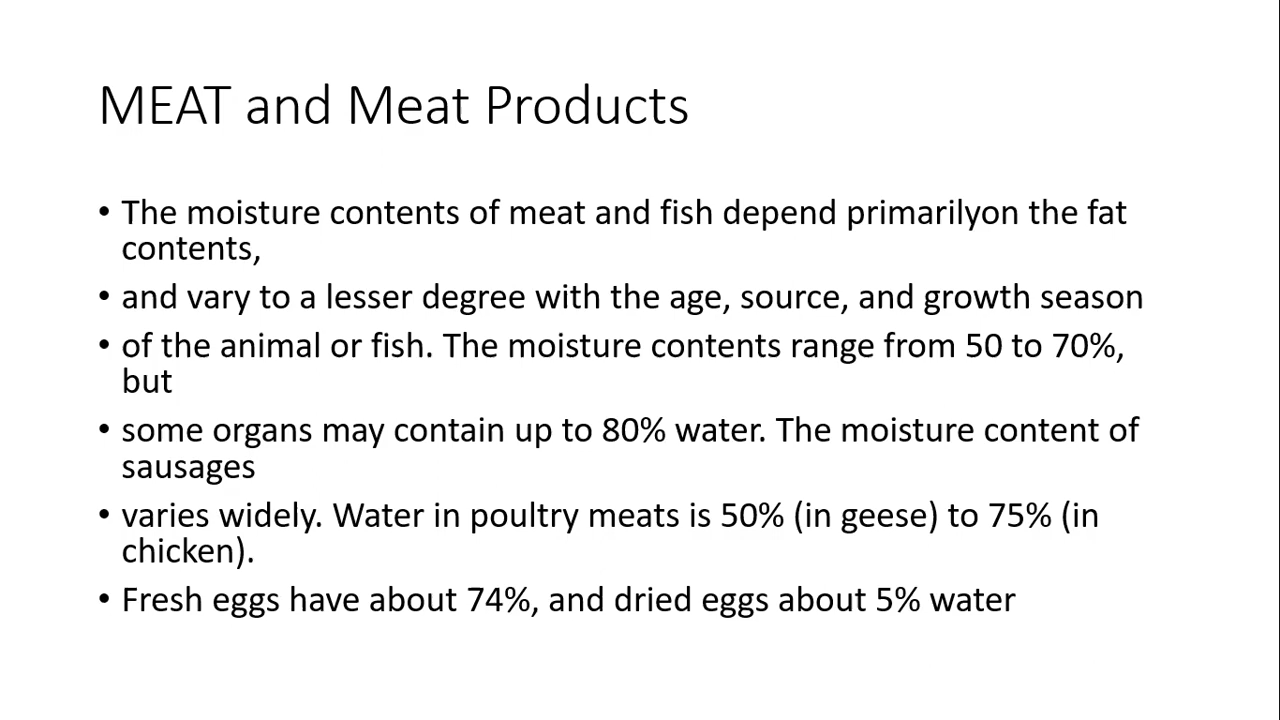 MEAT and Meat Products
• The moisture contents of meat and fish depend primarilyon the fat
contents,
• and vary to a lesser degree with the age, source, and growth season
• of the animal or fish. The moisture contents range from 50 to 70%,
but
• some organs may contain up to 80% water. The moisture content of
sausages
• varies widely. Water in poultry meats is 50% (in geese) to 75% (in
chicken).
• Fresh eggs have about 74%, and dried eggs about 5% water